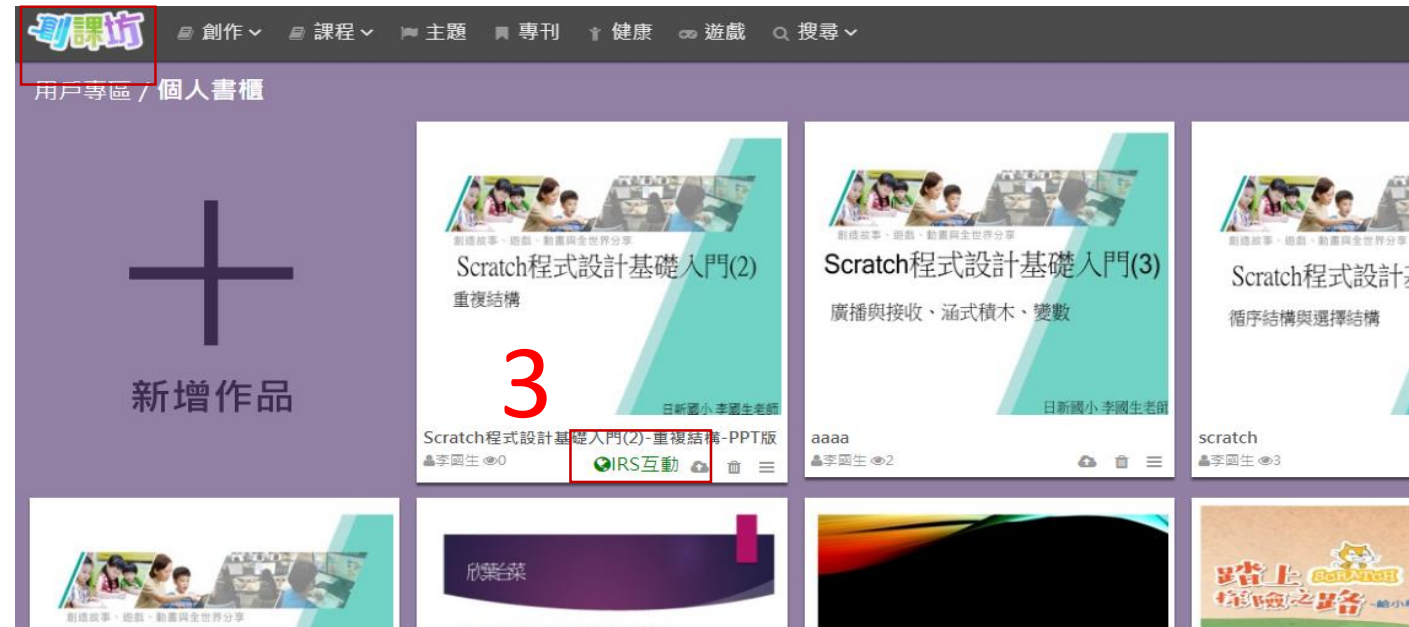 創課坊
創作 課程 主題 專刊 健康 遊戲 搜尋
用戶專區 / 個人書櫃
新增作品
創造故事、遊戲、動畫與全世界分享
Scratch程式設計基礎入門(2)
重複結構
3
日新國小 李國生老師
Scratch程式設計基礎入門(2)-重複結構-PPT版
李國生 0
IRS互動
創造故事、遊戲、動畫與全世界分享
Scratch程式設計基礎入門(3)
廣播與接收、涵式積木、變數
日新國小 李國生老師
aaaa
李國生 2
創造故事、遊戲、動畫與全世界分享
Scratch程式設計
循序結構與選擇結構
scratch
李國生 3
創造故事、遊戲、動畫與全世界分享
欣葉台菜
踏上 SCRATCH
探險之路